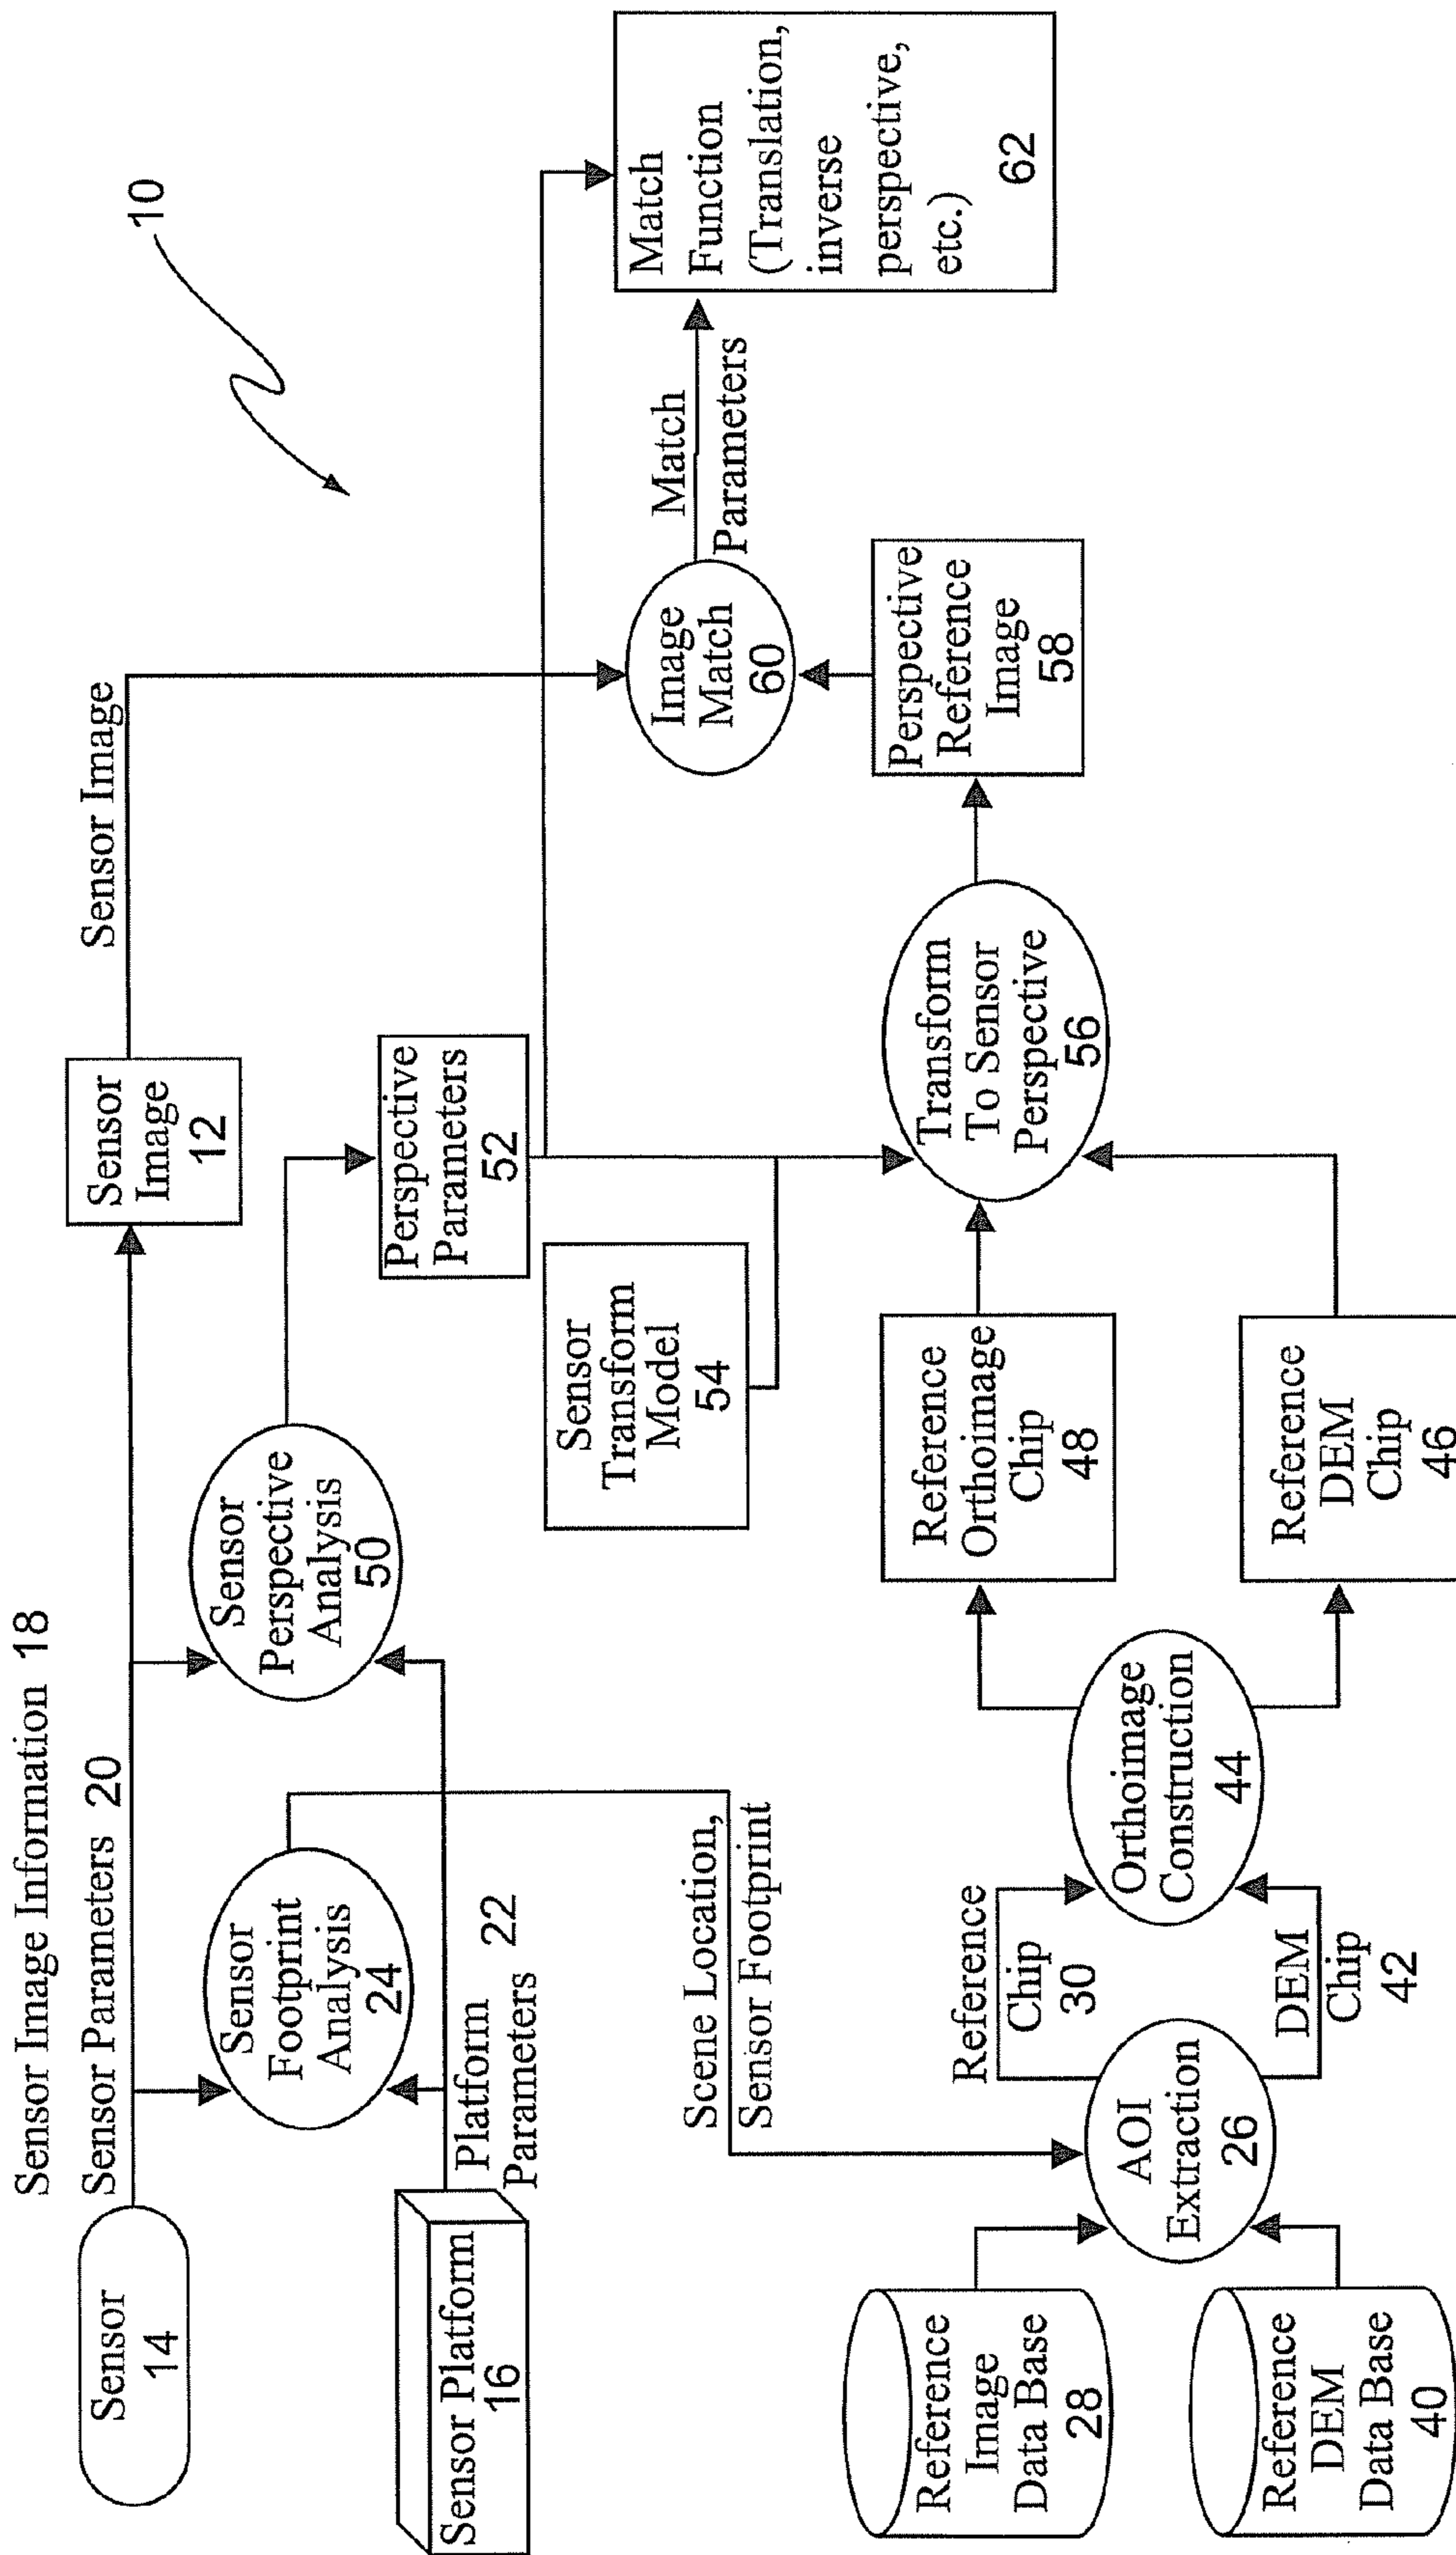 10
Sensor Image Information 18
Sensor Parameters 20
Sensor
14
Sensor
Image
12
Sensor Image
Sensor
Footprint
Analysis
24
Sensor
Perspective
Analysis
50
Sensor Platform
16
Platform
Parameters 22
Perspective
Parameters
52
Sensor
Transform
Model
54
Scene Location,
Sensor Footprint
Match
Parameters
Match
Function
(Translation,
inverse
perspective,
etc.)
62
Image
Match
60
Reference
Image
Data Base
28
Reference
DEM
Data Base
40
AOI
Extraction
26
Reference
Chip
30
DEM
Chip
42
Orthoimage
Construction
44
Reference
Orthoimage
Chip
48
Reference
DEM
Chip
46
Transform
To Sensor
Perspective
56
Perspective
Reference
Image
58